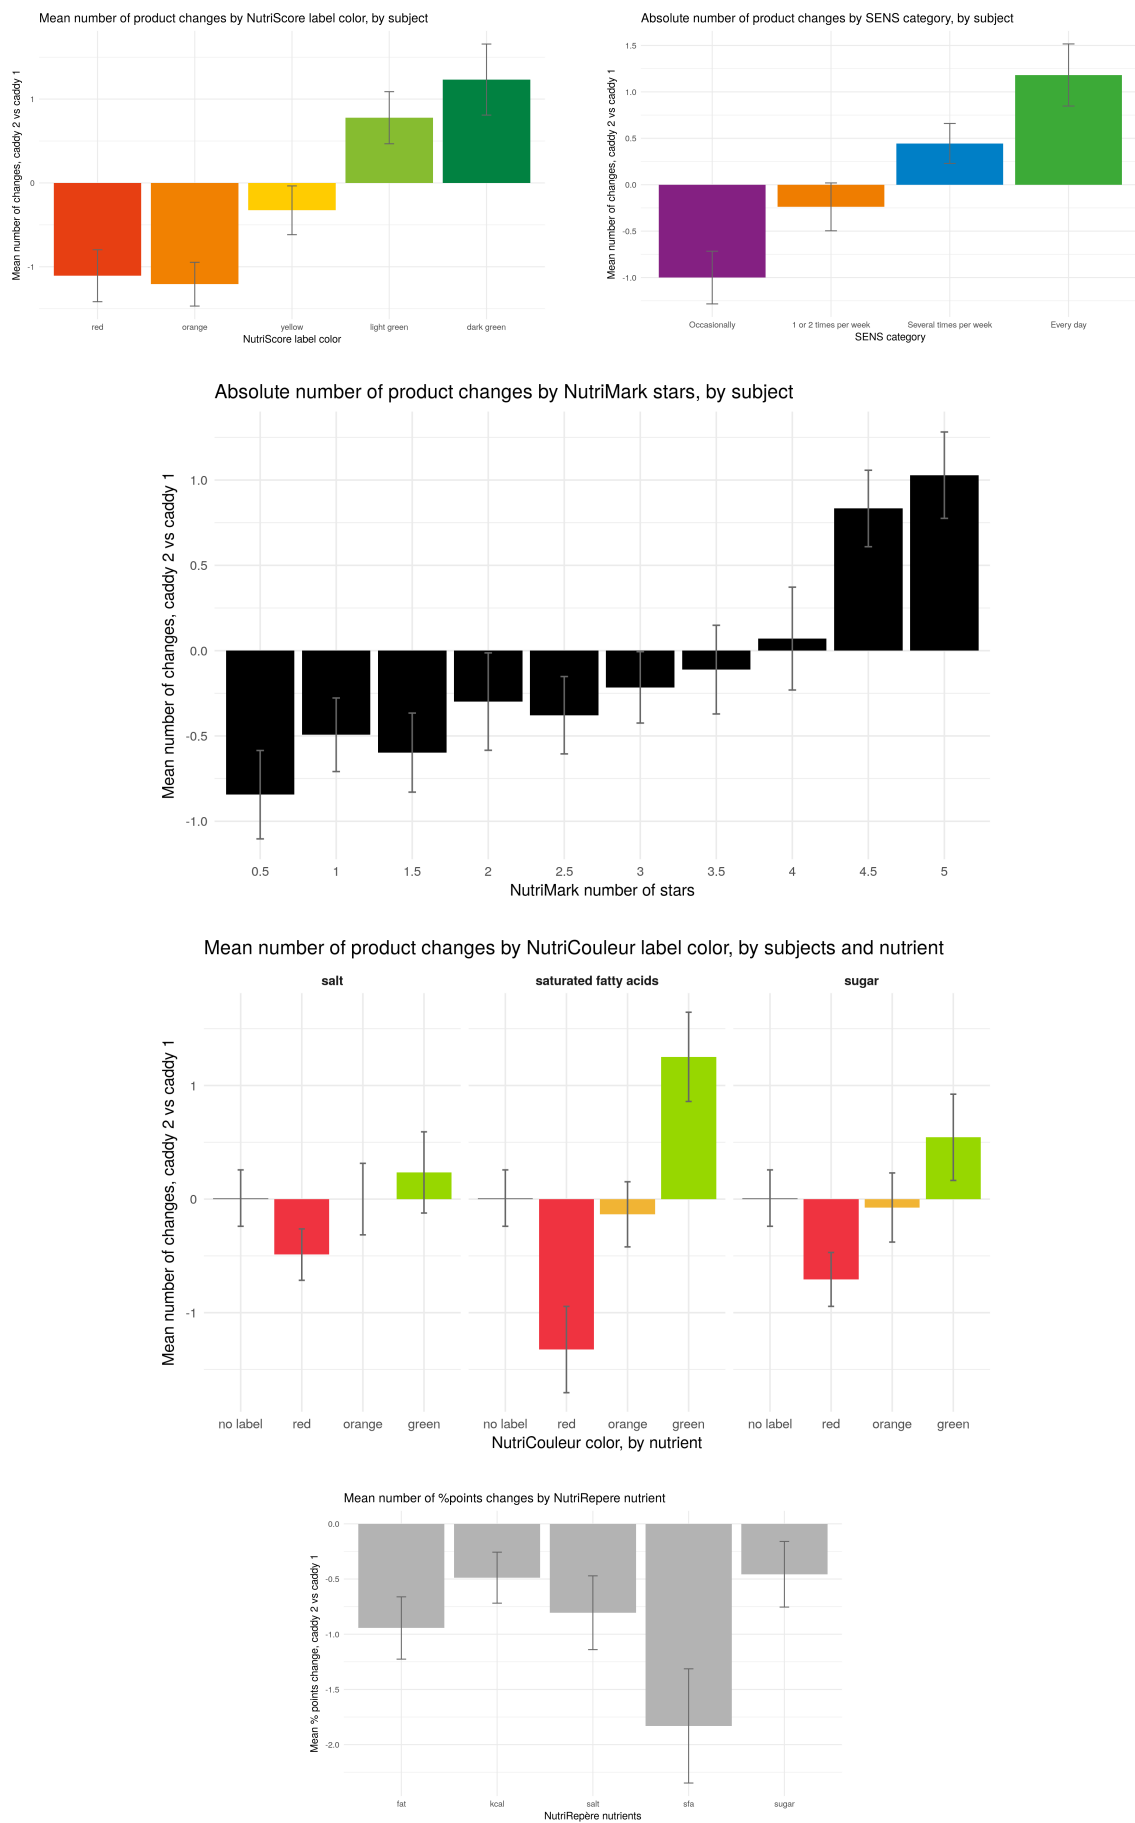 Mean number of product changes by NutriScore label color, by subject
Mean number of changes, caddy 2 vs caddy 1
1
0
-1
red orange yellow light green dark green
NutriScore label color
Absolute number of product changes by SENS category, by subject
Mean number of changes, caddy 2 vs caddy 1
1.5
1.0
0.5
0.0
-0.5
-1.0
Occasionally 1 or 2 times per week Several times per week Every day
SENS category
Absolute number of product changes by NutriMark stars, by subject
Mean number of changes, caddy 2 vs caddy 1
1.0
0.5
0.0
-0.5
-1.0
0.5 1 1.5 2 2.5 3 3.5 4 4.5 5
NutriMark number of stars
Mean number of product changes by NutriCouleur label color, by subjects and nutrient
salt saturated fatty acids sugar
Mean number of changes, caddy 2 vs caddy 1
1
0
-1
no label red orange green no label red orange green no label red orange green
NutriCouleur color, by nutrient
Mean number of %points changes by NutriRepere nutrient
Mean % points change, caddy 2 vs caddy 1
0.0
-0.5
-1.0
-1.5
-2.0
fat kcal salt sfa sugar
NutriRepère nutrients